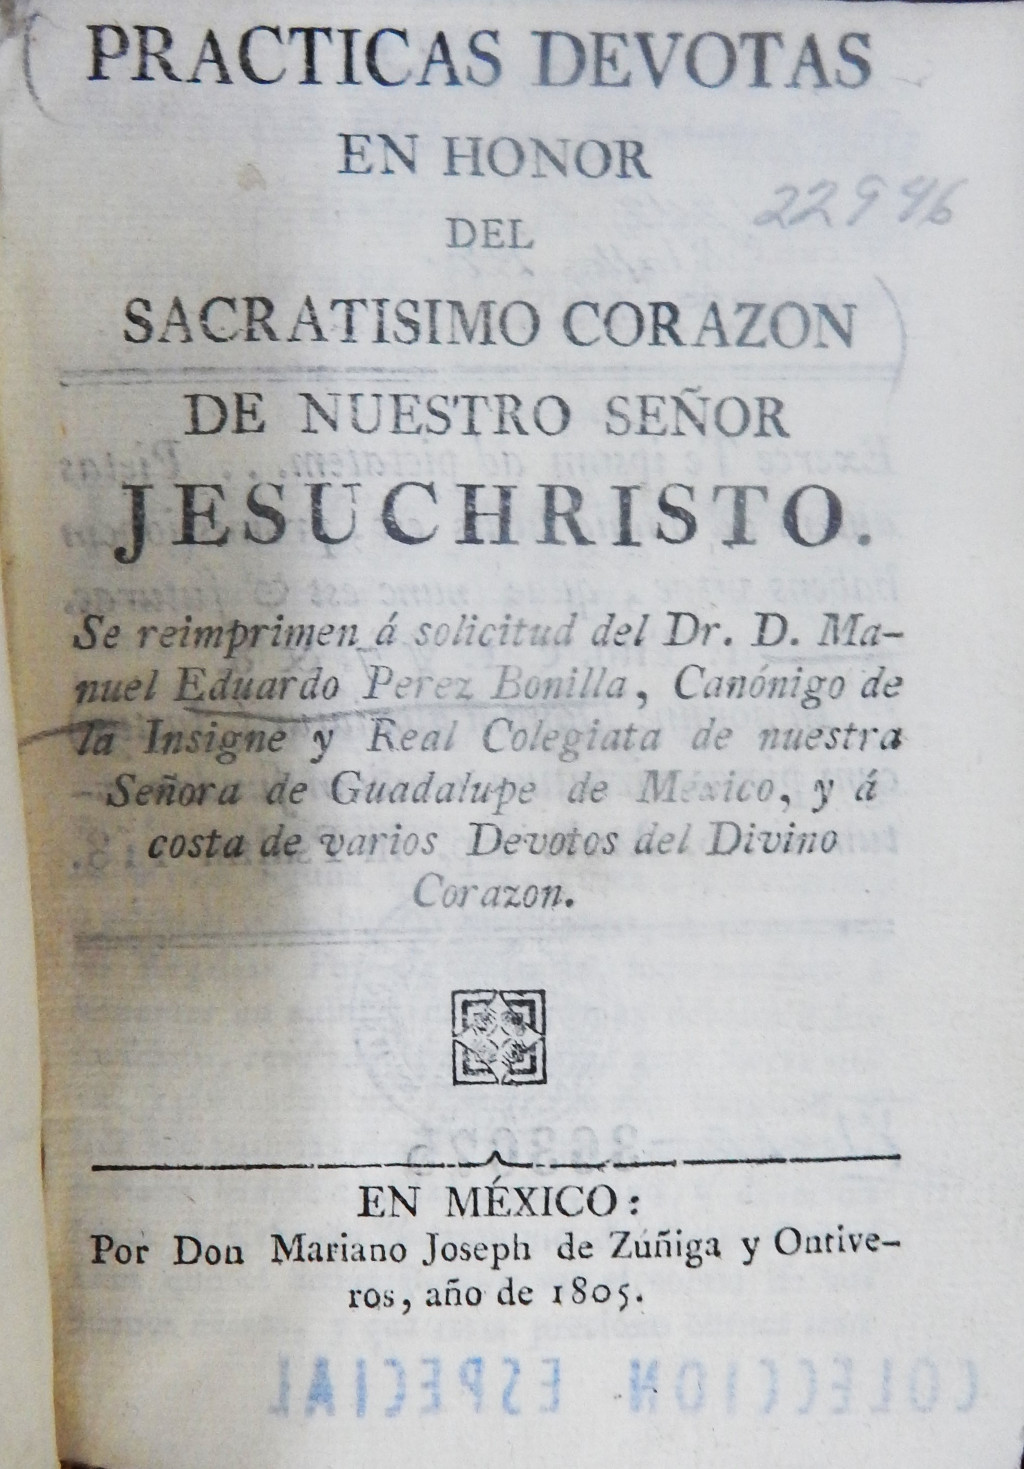 PRACTICAS DEVOTAS
EN HONOR
22946
DEL
SACRATISIMO CORAZON
DE NUESTRO SEÑOR
JESUCHRISTO.
Se reimprimen á solicitud del Dr. D. Ma-
nuel Eduardo Perez Bonilla, Canónigo de
la Insigne y Real Colegiata de nuestra
Señora de Guadalupe de México, y á
costa de varios Devotos del Divino
Corazon.
EN MÉXICO:
Por Don Mariano Joseph de Zúñiga y Ontive-
ros, año de 1805.
COLECCION ESPECIAL